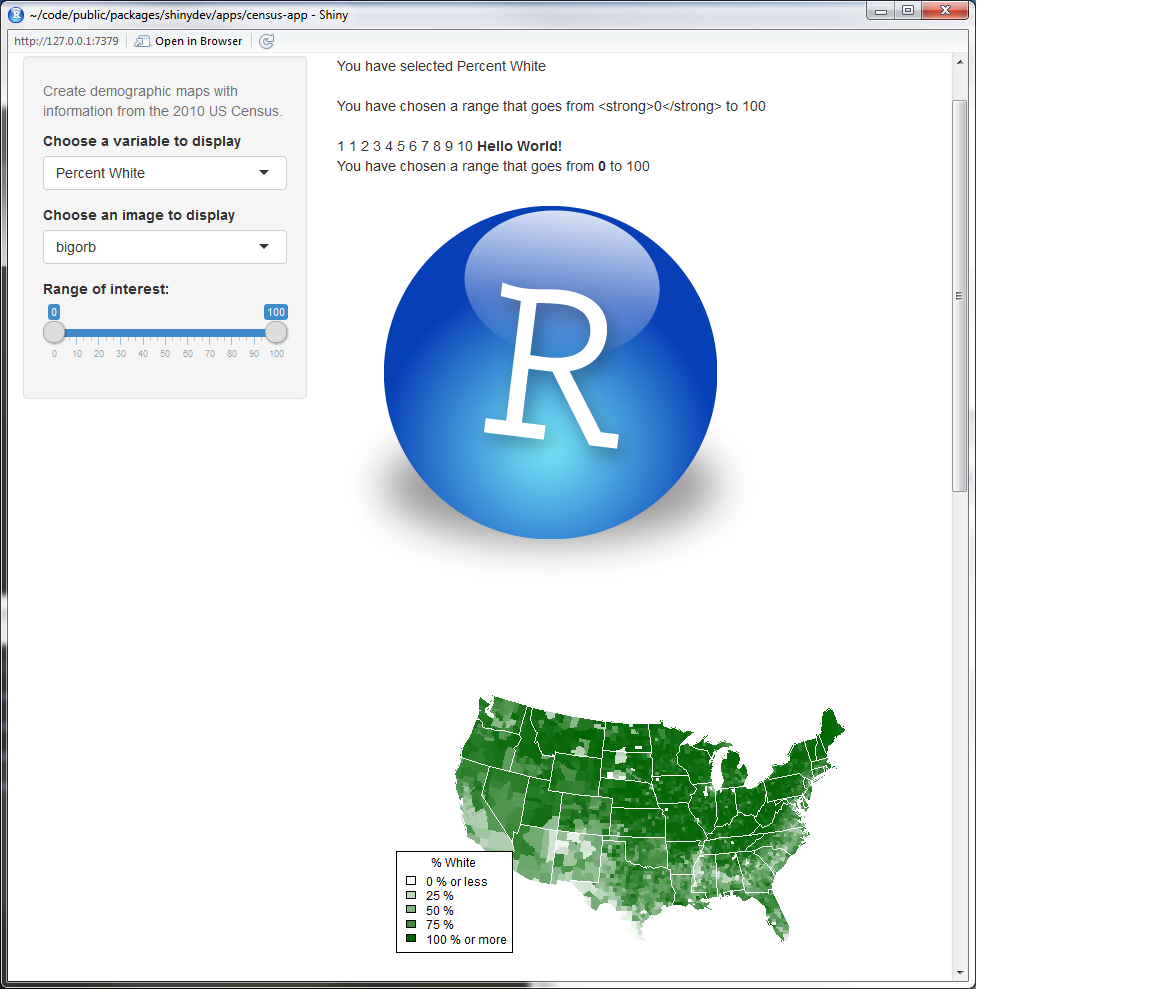 ~/code/public/packages/shinydev/apps/census-app - Shiny
http://127.0.0.1:7379 Open in Browser
Create demographic maps with
information from the 2010 US Census.
Choose a variable to display
Percent White
Choose an image to display
bigorb
Range of interest:
0 100
0 10 20 30 40 50 60 70 80 90 100
You have selected Percent White
You have chosen a range that goes from <strong>0</strong> to 100
1 1 2 3 4 5 6 7 8 9 10 Hello World!
You have chosen a range that goes from 0 to 100
R
% White
0 % or less
25 %
50 %
75 %
100 % or more